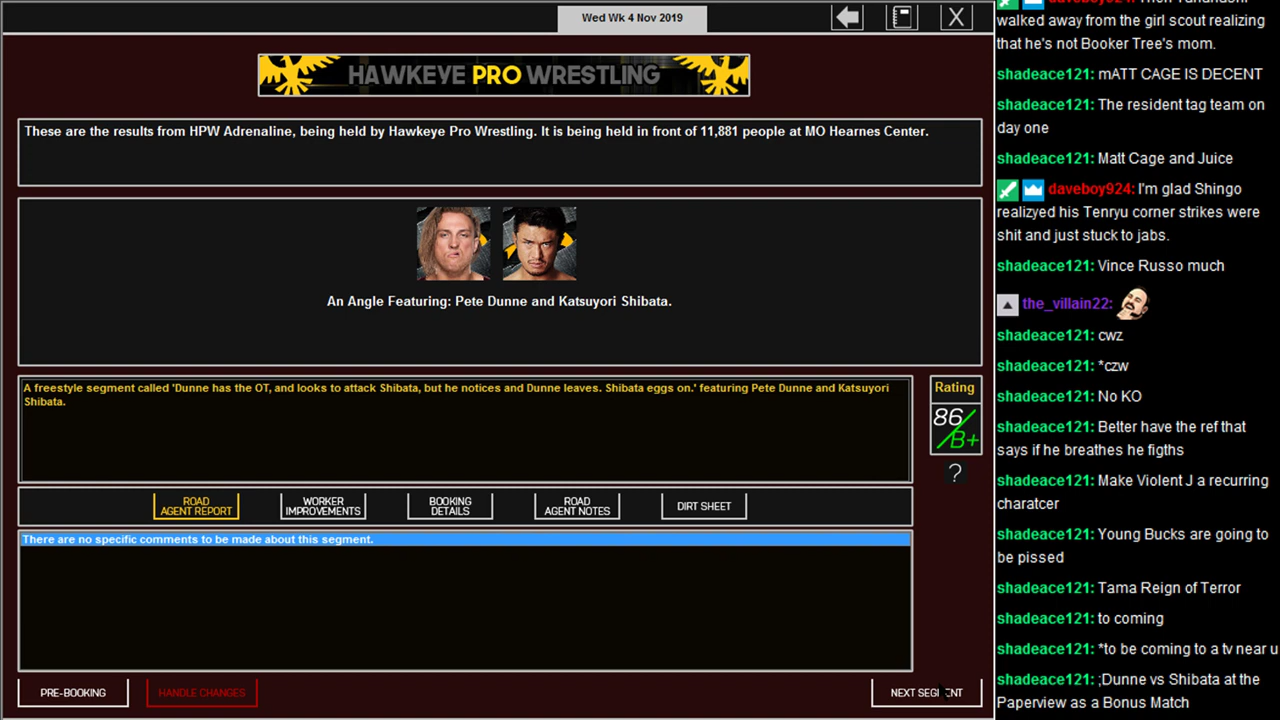 Wed Wk 4 Nov 2019
HAWKEYE PRO WRESTLING
These are the results from HPW Adrenaline, being held by Hawkeye Pro Wrestling. It is being held in front of 11,881 people at MO Hearnes Center.
An Angle Featuring: Pete Dunne and Katsuyori Shibata.
A freestyle segment called 'Dunne has the OT, and looks to attack Shibata, but he notices and Dunne leaves. Shibata eggs on.' featuring Pete Dunne and Katsuyori
Shibata.
Rating
86/B+
?
ROAD
AGENT REPORT
WORKER
IMPROVEMENTS
BOOKING
DETAILS
ROAD
AGENT NOTES
DIRT SHEET
There are no specific comments to be made about this segment.
PRE-BOOKING
HANDLE CHANGES
NEXT SEGMENT
walked away from the girl scout realizing
that he's not Booker Tree's mom.
shadeace121: mATT CAGE IS DECENT
shadeace121: The resident tag team on
day one
shadeace121: Matt Cage and Juice
daveboy924: I'm glad Shingo
realizyed his Tenryu corner strikes were
shit and just stuck to jabs.
shadeace121: Vince Russo much
the_villain22:
shadeace121: cwz
shadeace121: *czw
shadeace121: No KO
shadeace121: Better have the ref that
says if he breathes he figths
shadeace121: Make Violent J a recurring
charatcer
shadeace121: Young Bucks are going to
be pissed
shadeace121: Tama Reign of Terror
shadeace121: to coming
shadeace121: *to be coming to a tv near u
shadeace121: ;Dunne vs Shibata at the
Paperview as a Bonus Match